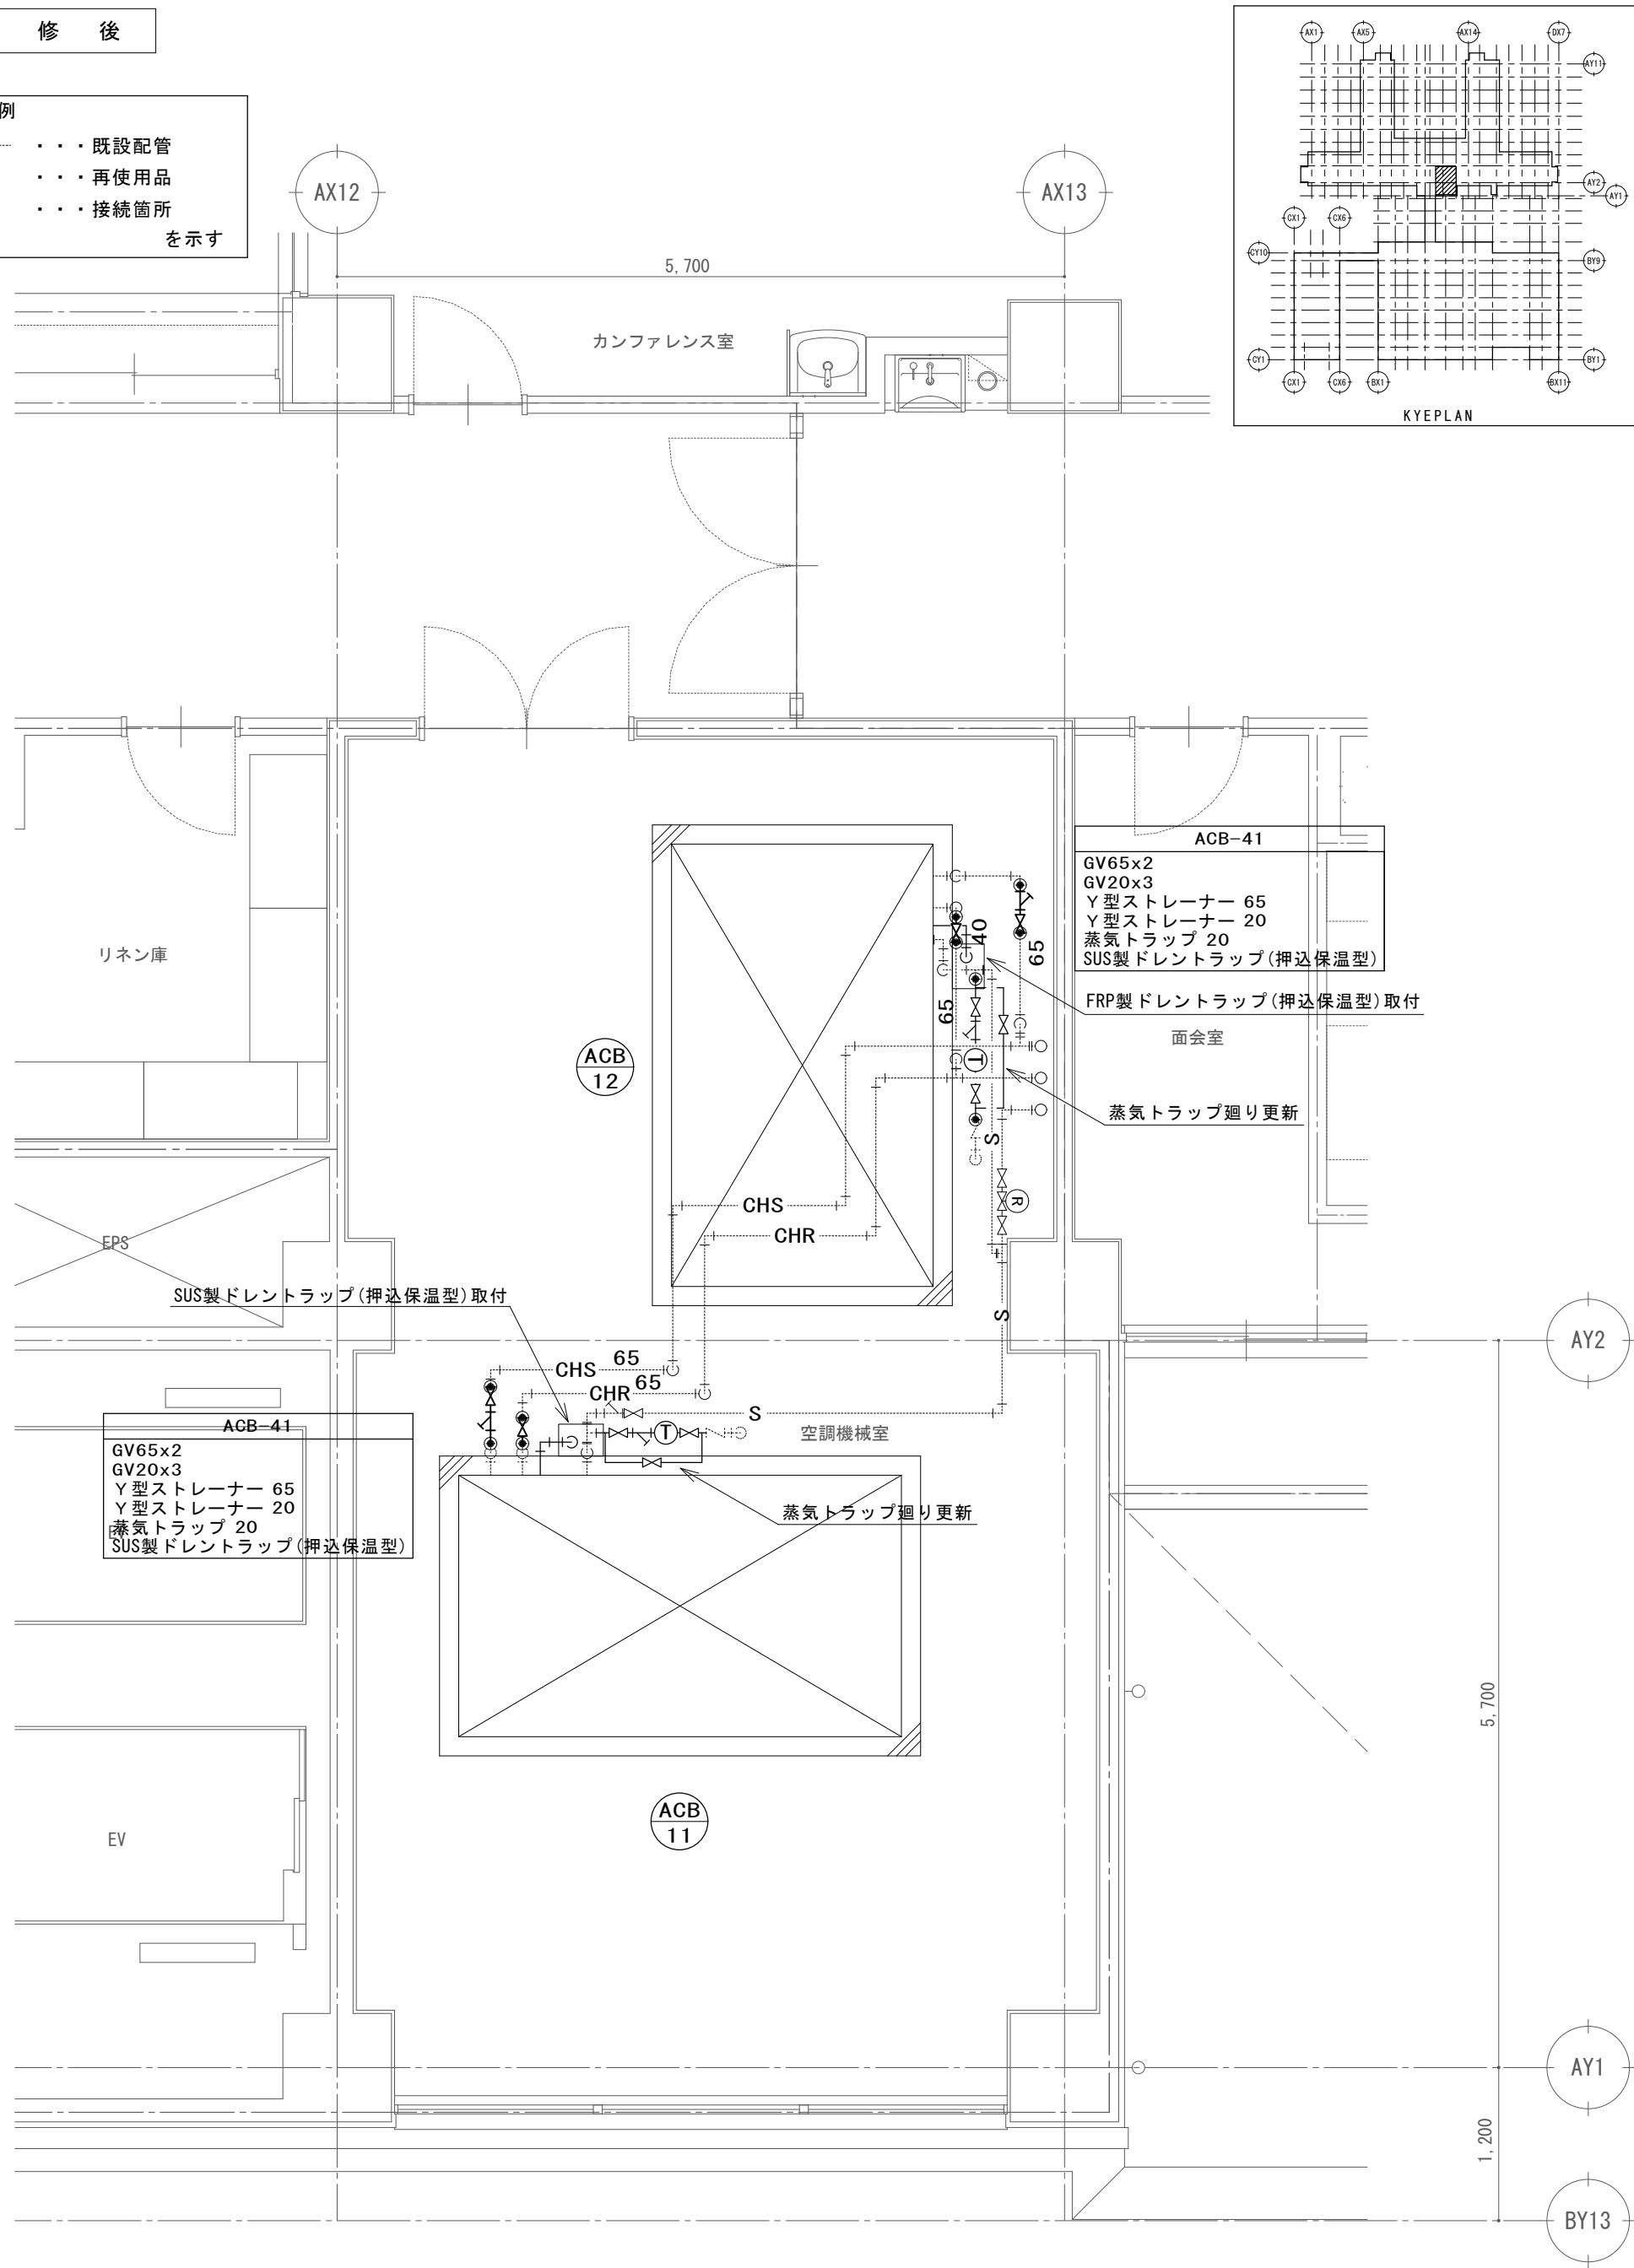 修 後
例
・・・既設配管
・・・再使用品
・・・接続箇所
を示す
AX1
AX5
AX14
DX7
AY11
AY2
AY1
CX1
CX6
CY10
BY9
CY1
BY1
CX1
CX6
BX1
BX11
KYEPLAN
AX12
AX13
5,700
カンファレンス室
リネン庫
ACB-41
GV65x2
GV20x3
Y型ストレーナー 65
Y型ストレーナー 20
蒸気トラップ 20
SUS製ドレントラップ(押込保温型)
40
65
65
FRP製ドレントラップ(押込保温型)取付
面会室
ACB
12
T
蒸気トラップ廻り更新
S
R
CHS
CHR
EPS
SUS製ドレントラップ(押込保温型)取付
S
AY2
CHS
65
CHR
65
S
T
空調機械室
ACB-41
GV65x2
GV20x3
Y型ストレーナー 65
Y型ストレーナー 20
蒸気トラップ 20
SUS製ドレントラップ(押込保温型)
EV
蒸気トラップ廻り更新
5,700
ACB
11
EV
AY1
1,200
BY13